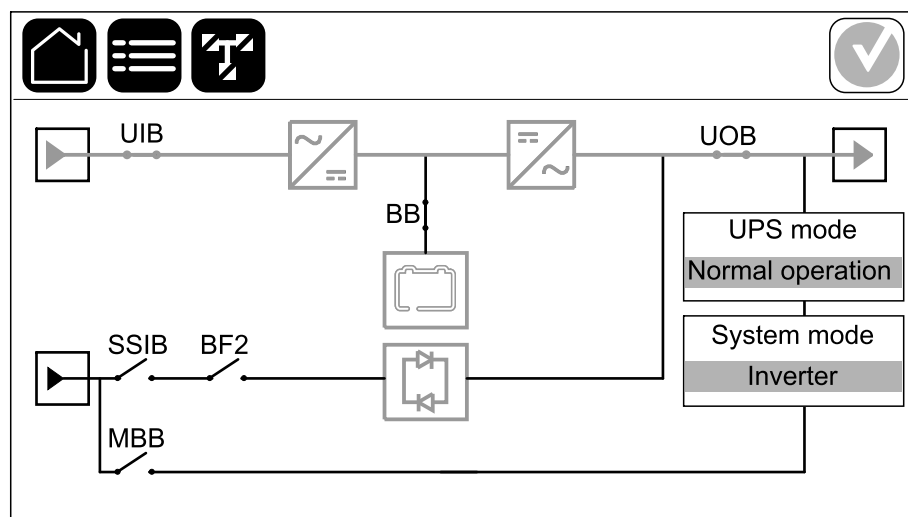 UIB
UOB
BB
UPS mode
Normal operation
System mode
Inverter
SSIB
BF2
MBB